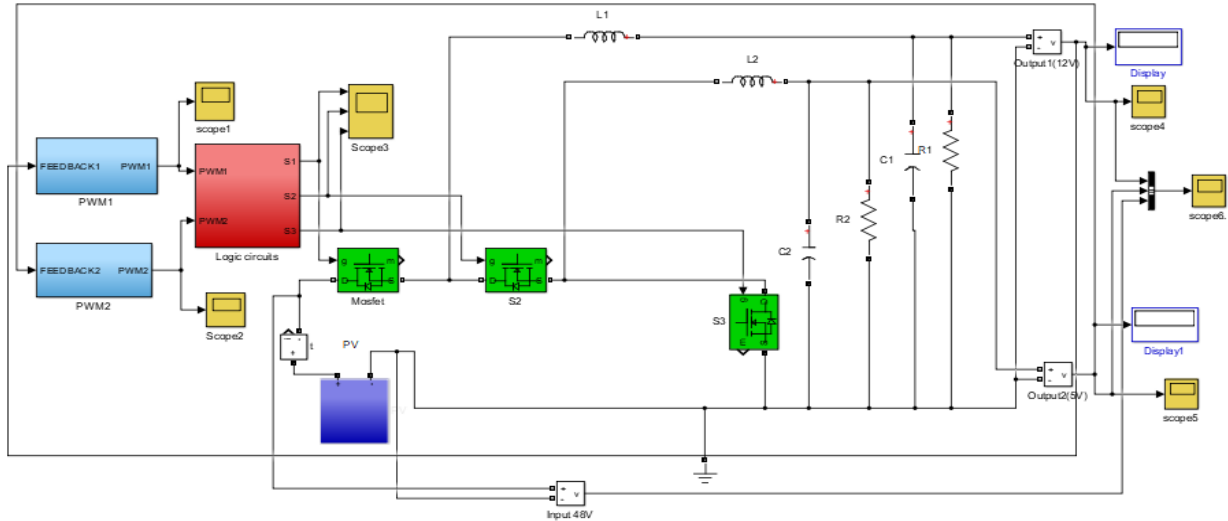 L1
L2
Output1(12V)
Display
scope1
scope4
Scope3
FEEDBACK1
PWM1
PWM1
PWM1
PWM2
S1
S2
S3
Logic circuits
C1
R1
scope6.
R2
C2
FEEDBACK2
PWM2
PWM2
g
m
D
S
Mosfet
g
m
D
S
S2
S3
g
D
m
S
Scope2
PV
Display1
Output2(5V)
scope5
Input 48V
+
-
v